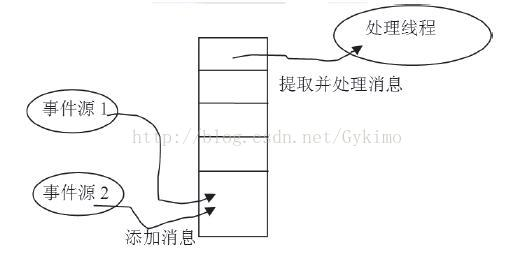 处理线程
提取并处理消息
事件源 1
http://blog.csdn.net/Gykimo
事件源 2
添加消息